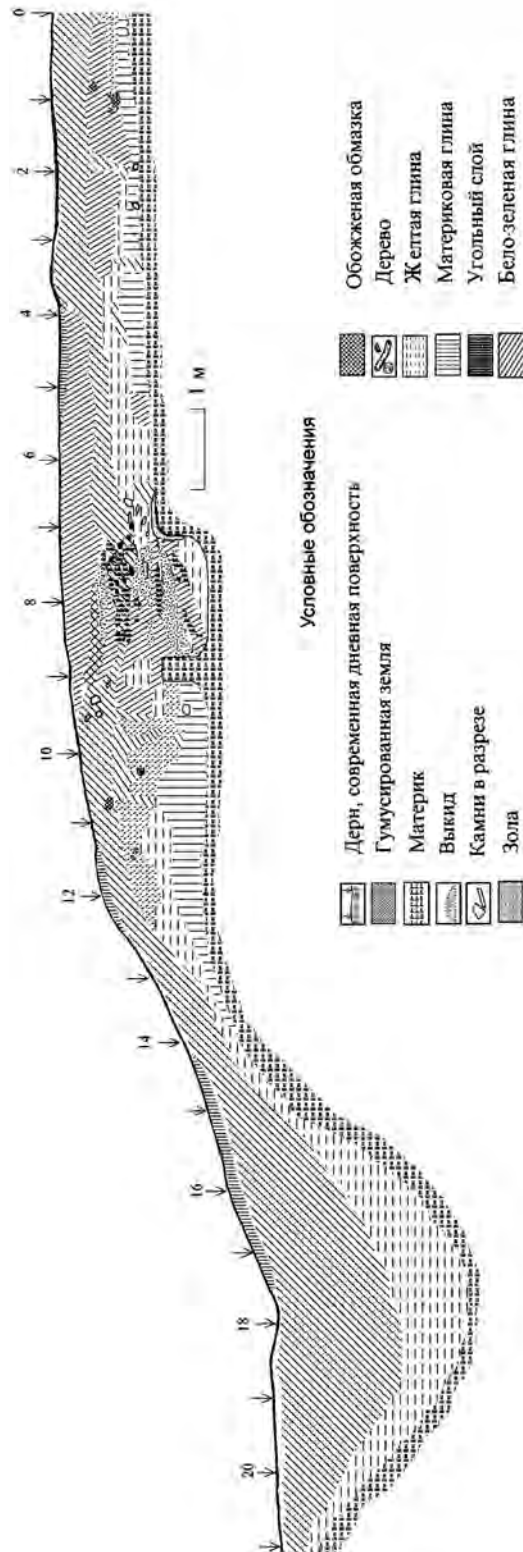 0
2
4
6
8
10
12
14
16
18
20
1 м
Условные обозначения
Дерн, современная дневная поверхность
Гумусированная земля
Материк
Выкид
Камни в разрезе
Зола
Обожженая обмазка
Дерево
Желтая глина
Материковая глина
Угольный слой
Бело-зеленая глина